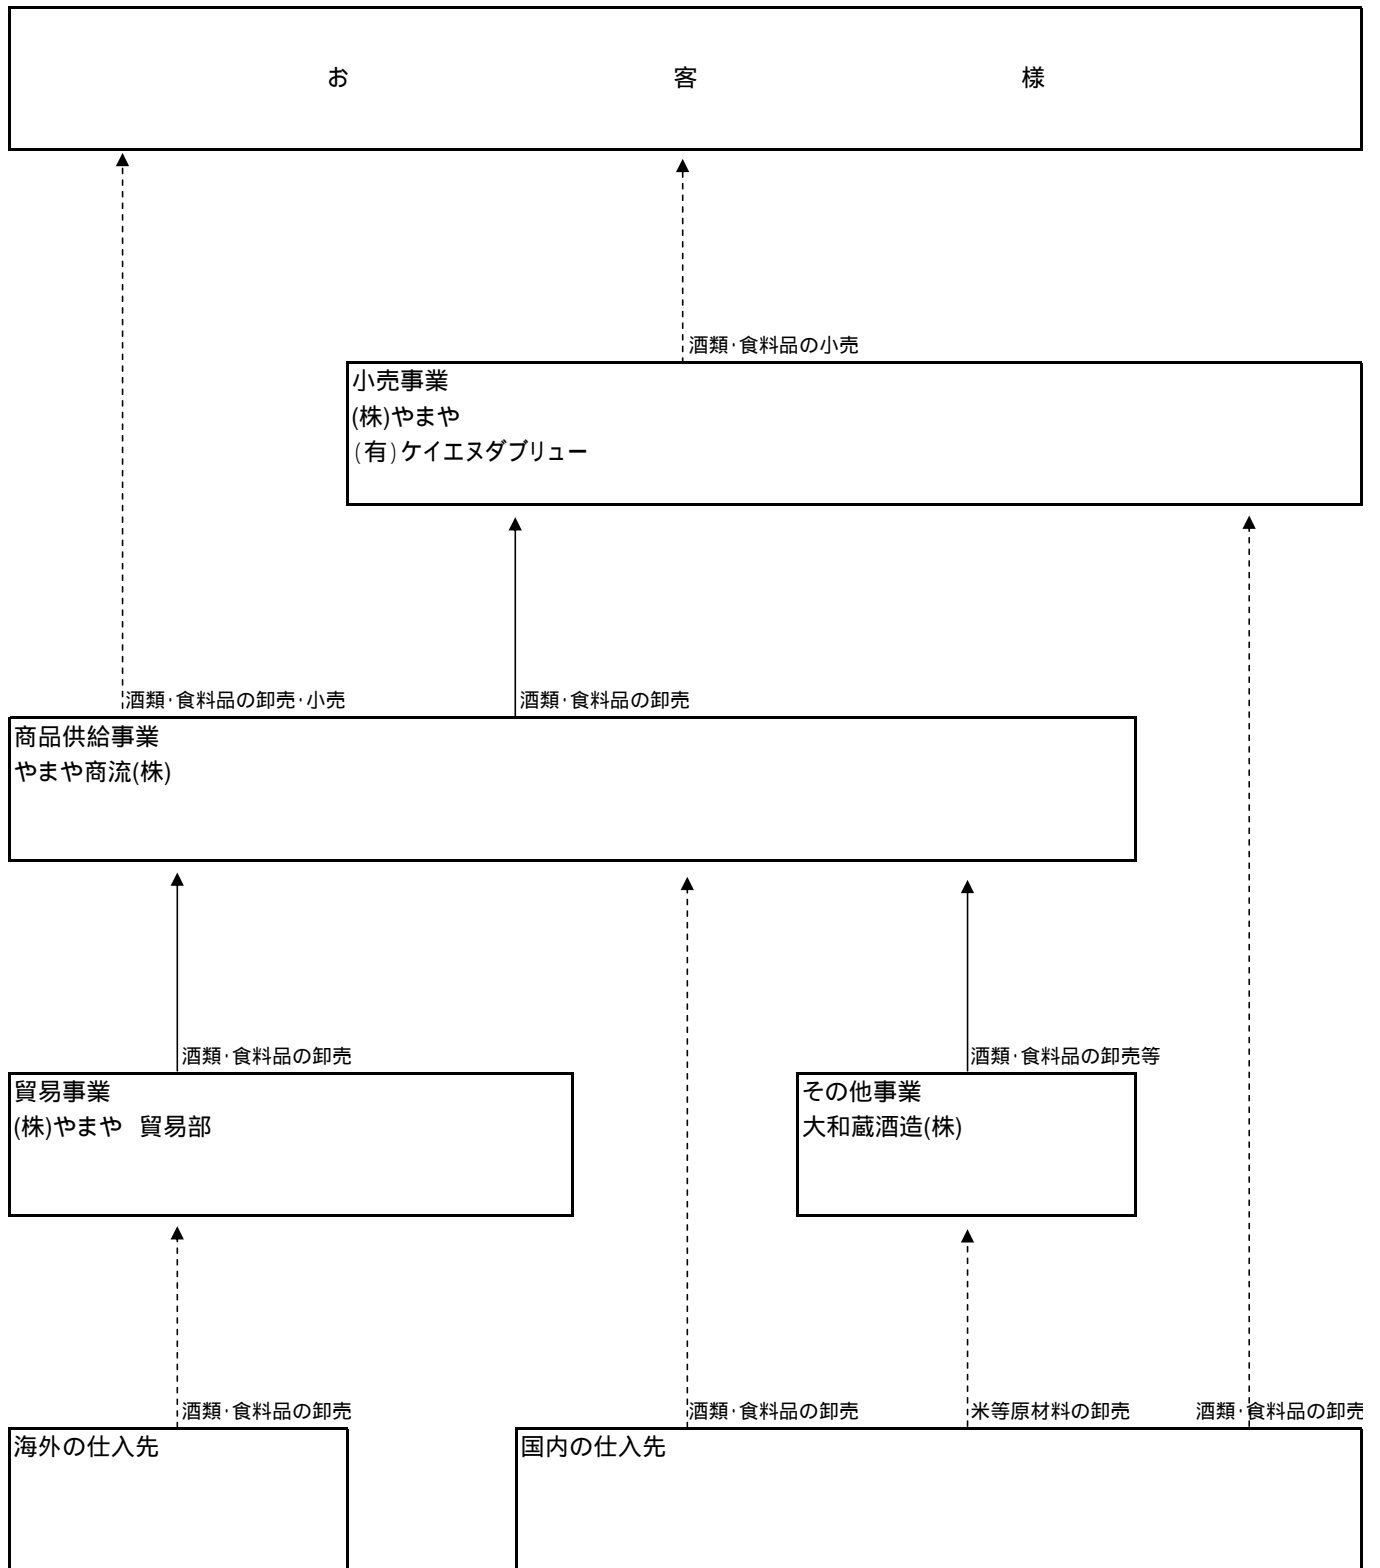 お客様
酒類・食料品の小売
小売事業
(株)やまや
(有)ケイエヌダブリュー
酒類・食料品の卸売・小売
酒類・食料品の卸売
商品供給事業
やまや商流(株)
酒類・食料品の卸売
酒類・食料品の卸売等
貿易事業
(株)やまや　貿易部
その他事業
大和蔵酒造(株)
酒類・食料品の卸売
酒類・食料品の卸売
米等原材料の卸売
酒類・食料品の卸売
海外の仕入先
国内の仕入先